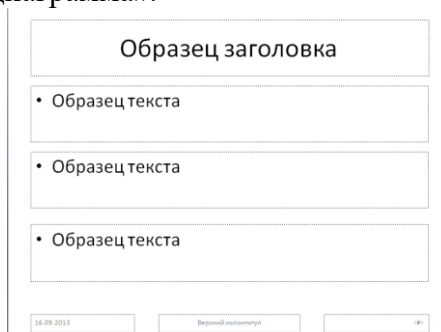 Образец заголовка
• Образец текста
• Образец текста
• Образец текста
16.09.2013 Верхний колонтитул ‹#›